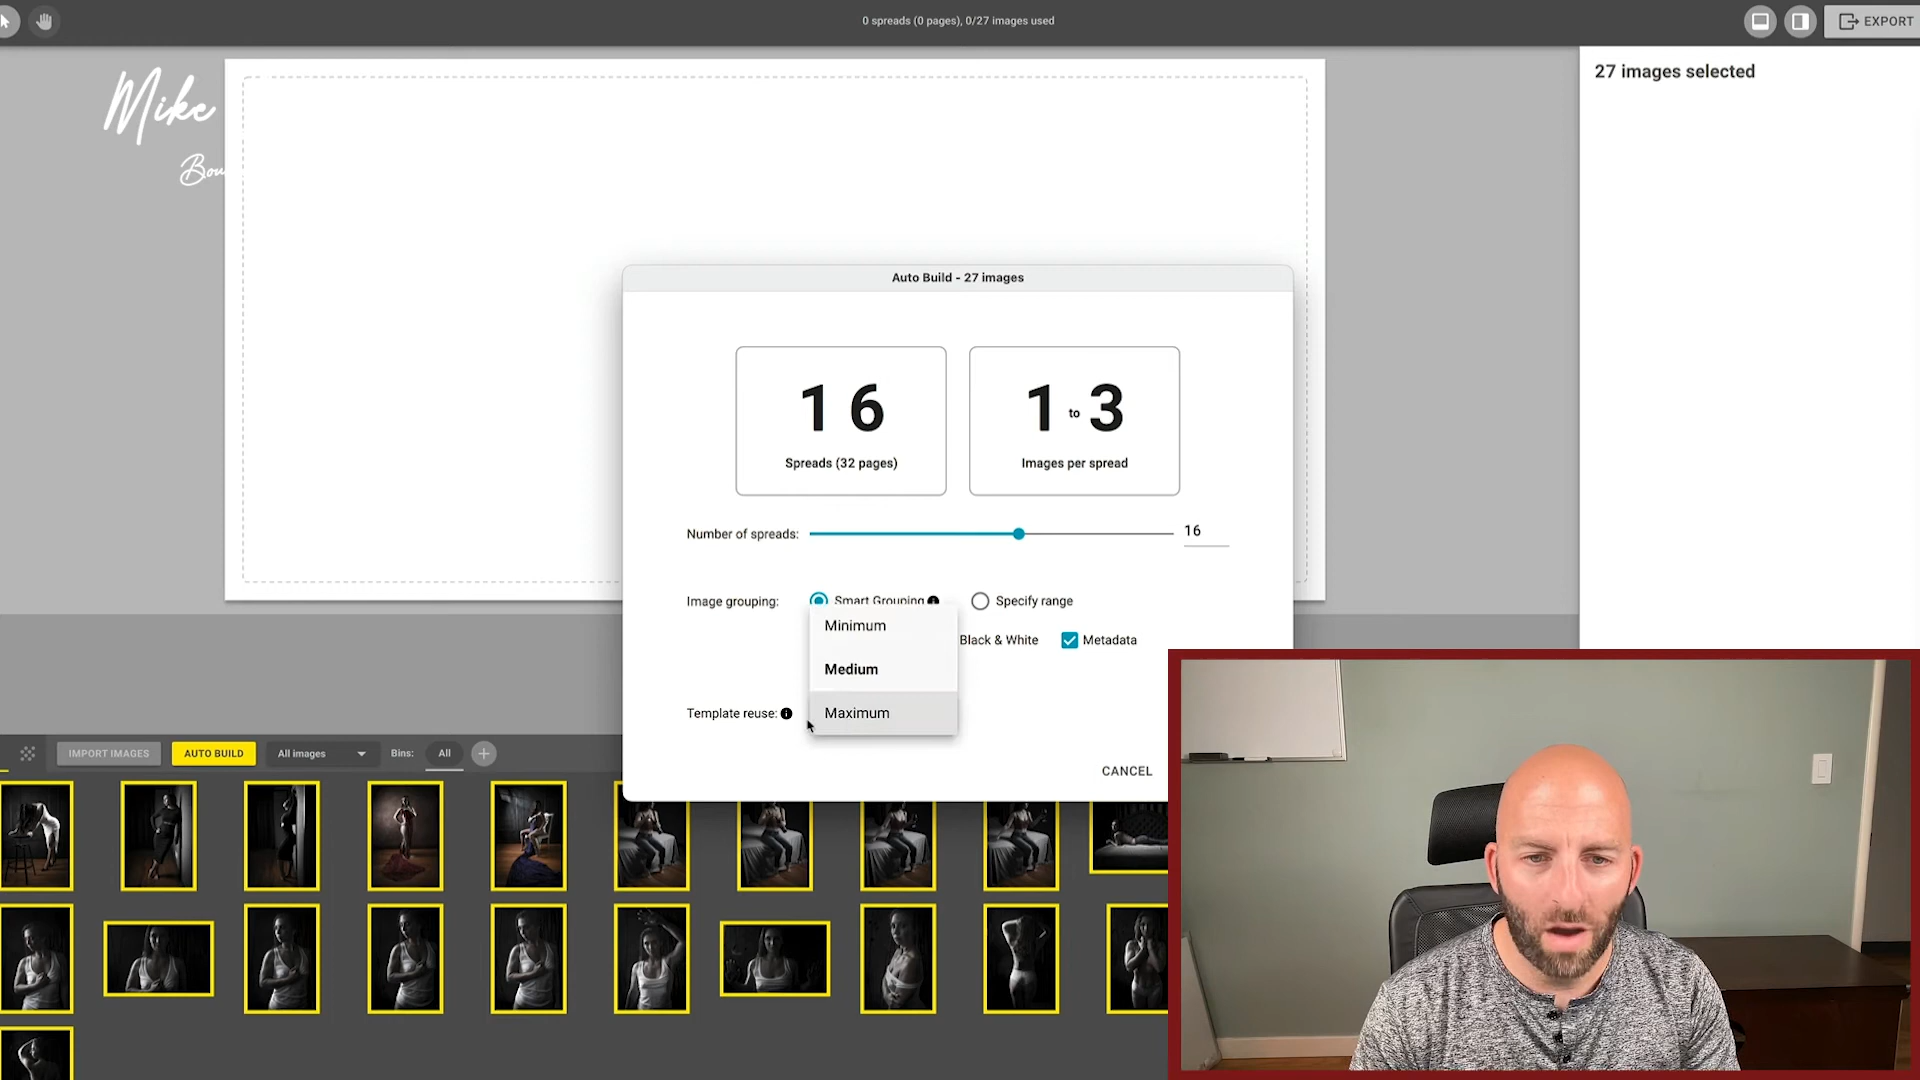 0 spreads (0 pages), 0/27 images used
EXPORT
27 images selected
Mike
Bou
Auto Build - 27 images
16
Spreads (32 pages)
1 to 3
Images per spread
Number of spreads: 16
Image grouping: Smart Grouping Specify range
Black & White Metadata
Minimum
Medium
Maximum
Template reuse:
CANCEL
IMPORT IMAGES AUTO BUILD All images Bins: All